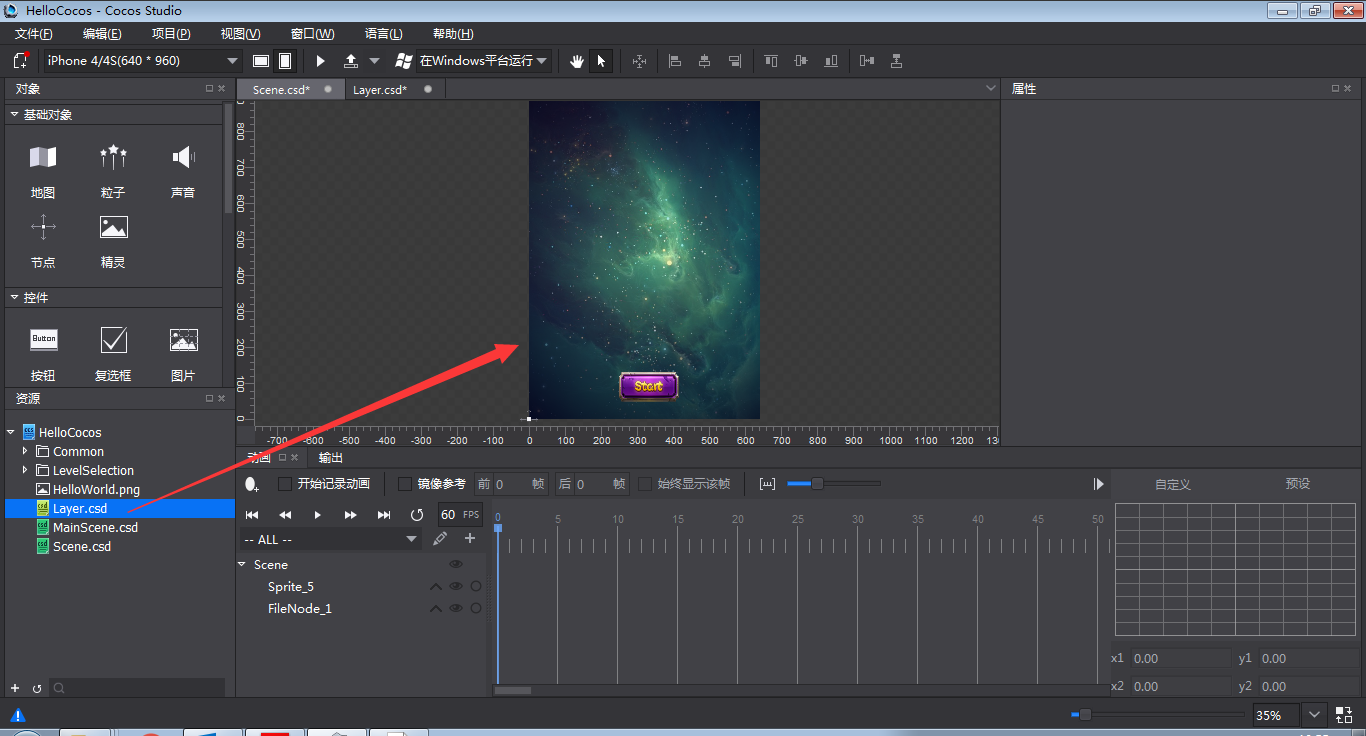 HelloCocos - Cocos Studio
文件(F) 编辑(E) 项目(P) 视图(V) 窗口(W) 语言(L) 帮助(H)
iPhone 4/4S(640 * 960) 在Windows平台运行
对象
Scene.csd* Layer.csd*
属性
基础对象
地图 粒子 声音
节点 精灵
控件
Button
按钮 复选框 图片
800
700
600
500
400
300
200
100
0
Start
-700 -600 -500 -400 -300 -200 -100 0 100 200 300 400 500 600 700 800 900 1000 1100 1200
资源
HelloCocos
Common
LevelSelection
HelloWorld.png
Layer.csd
MainScene.csd
Scene.csd
动画 输出
开始记录动画 镜像参考 前 0 帧 后 0 帧 始终显示该帧
自定义 预设
60 FPS
0 5 10 15 20 25 30 35 40 45 50
-- ALL --
Scene
Sprite_5
FileNode_1
x1 0.00 y1 0.00
x2 0.00 y2 0.00
35%